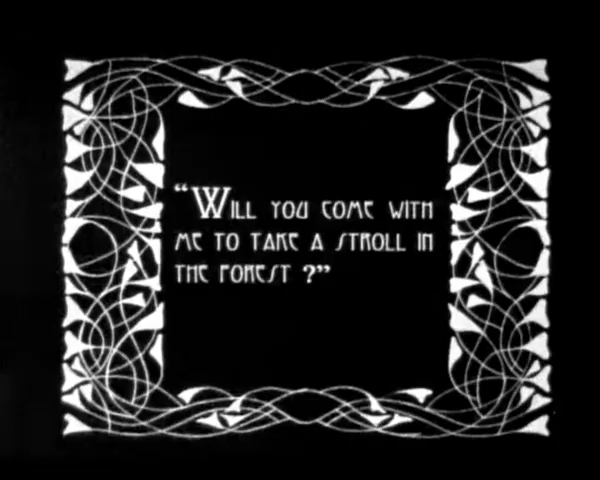 "Will you come with
me to take a stroll in
the forest ?"